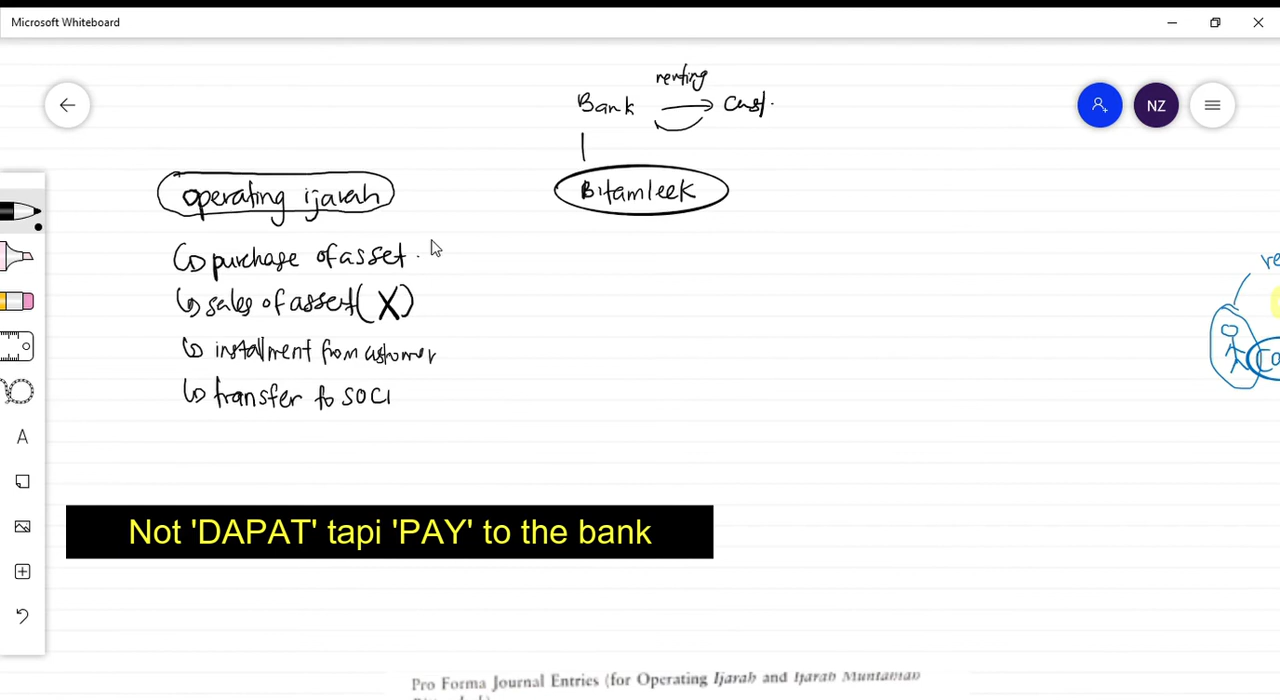 Microsoft Whiteboard
renting
Bank → Cust.
NZ
Bitamleek
operating ijarah
↳ purchase of asset.
↳ sales of assert (X)
↳ installment from customer
↳ transfer to SOCI
A
Not 'DAPAT' tapi 'PAY' to the bank
Pro Forma Journal Entries (for Operating Ijarah and Ijarah Muntahiah